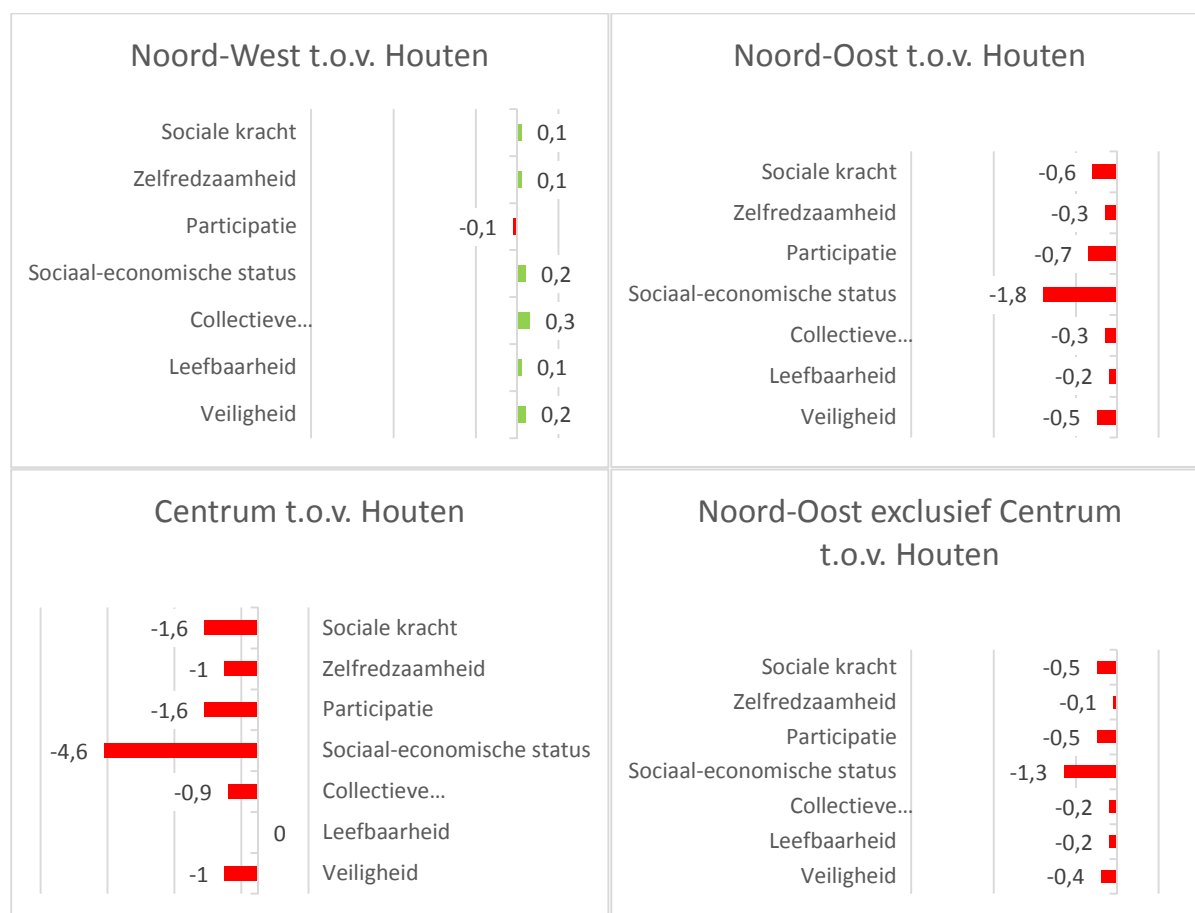 Noord-West t.o.v. Houten
Sociale kracht 0,1
Zelfredzaamheid 0,1
Participatie -0,1
Sociaal-economische status 0,2
Collectieve... 0,3
Leefbaarheid 0,1
Veiligheid 0,2
Noord-Oost t.o.v. Houten
Sociale kracht -0,6
Zelfredzaamheid -0,3
Participatie -0,7
Sociaal-economische status -1,8
Collectieve... -0,3
Leefbaarheid -0,2
Veiligheid -0,5
Centrum t.o.v. Houten
-1,6 Sociale kracht
-1 Zelfredzaamheid
-1,6 Participatie
-4,6 Sociaal-economische status
-0,9 Collectieve...
0 Leefbaarheid
-1 Veiligheid
Noord-Oost exclusief Centrum
t.o.v. Houten
Sociale kracht -0,5
Zelfredzaamheid -0,1
Participatie -0,5
Sociaal-economische status -1,3
Collectieve... -0,2
Leefbaarheid -0,2
Veiligheid -0,4